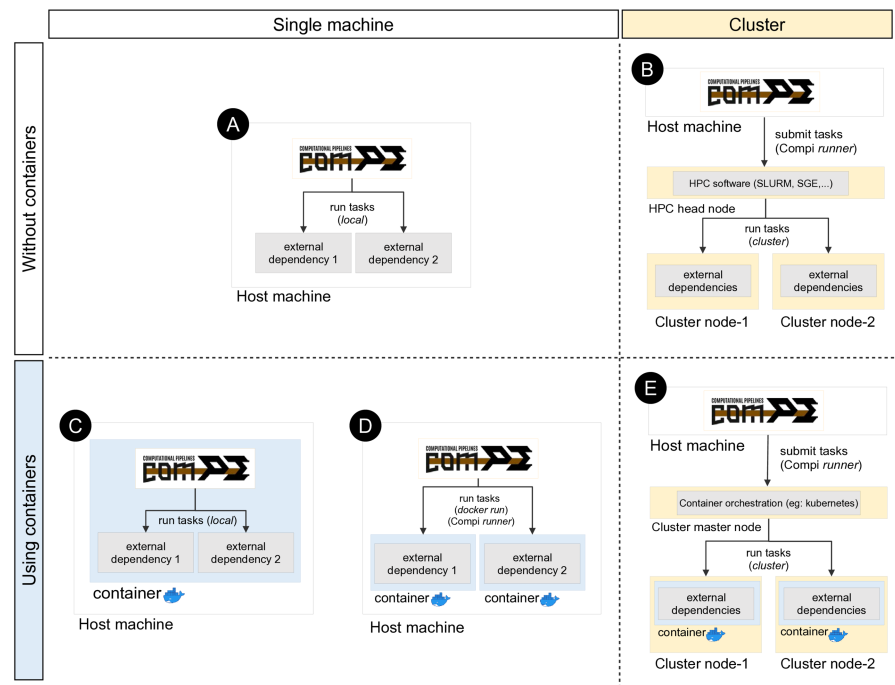 Single machine
Cluster
Without containers
A
COMPUTATIONAL PIPELINES
comPI
run tasks
(local)
external
dependency 1
external
dependency 2
Host machine
B
COMPUTATIONAL PIPELINES
comPI
Host machine
submit tasks
(Compi runner)
HPC software (SLURM, SGE,...)
HPC head node
run tasks
(cluster)
external
dependencies
external
dependencies
Cluster node-1
Cluster node-2
Using containers
C
COMPUTATIONAL PIPELINES
comPI
run tasks (local)
external
dependency 1
external
dependency 2
container
Host machine
D
COMPUTATIONAL PIPELINES
comPI
run tasks
(docker run)
(Compi runner)
external
dependency 1
external
dependency 2
container
container
Host machine
E
COMPUTATIONAL PIPELINES
comPI
Host machine
submit tasks
(Compi runner)
Container orchestration (eg: kubernetes)
Cluster master node
run tasks
(cluster)
external
dependencies
external
dependencies
container
container
Cluster node-1
Cluster node-2